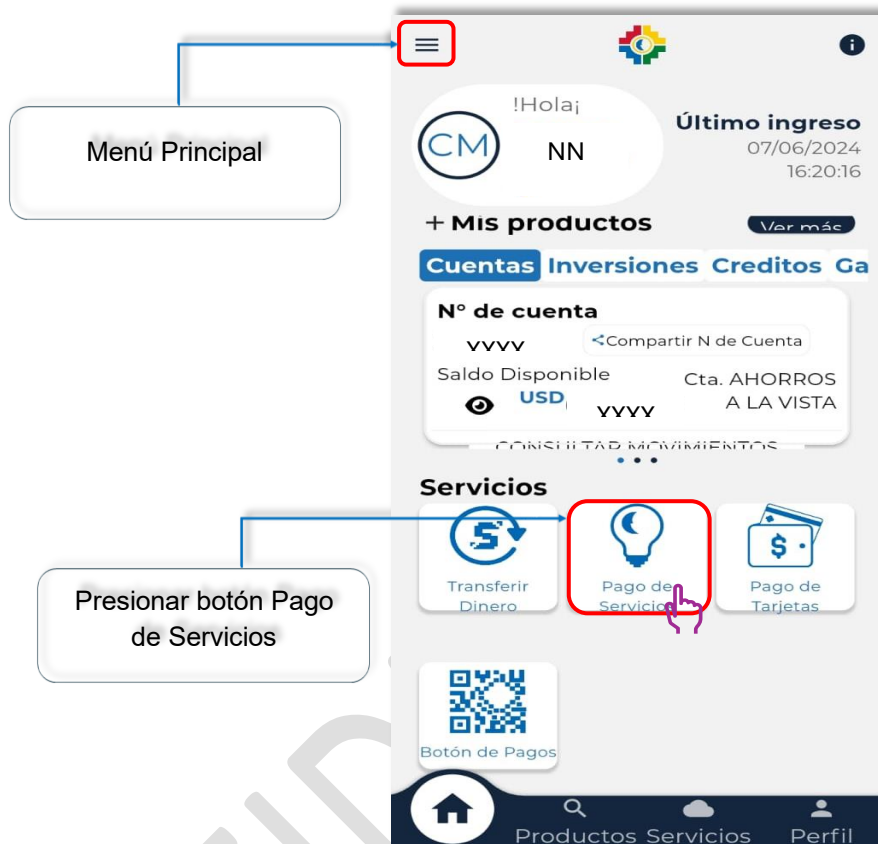 Menú Principal
!Hola¡
CM
NN
Último ingreso
07/06/2024
16:20:16
+ Mis productos
Ver más
Cuentas Inversiones Creditos Ga
N° de cuenta
YYYY
Compartir N de Cuenta
Saldo Disponible
USD
YYYY
Cta. AHORROS
A LA VISTA
CONSULTAR MOVIMIENTOS
Servicios
Transferir
Dinero
Pago de
Servicios
Pago de
Tarjetas
Presionar botón Pago
de Servicios
Botón de Pagos
Productos Servicios Perfil